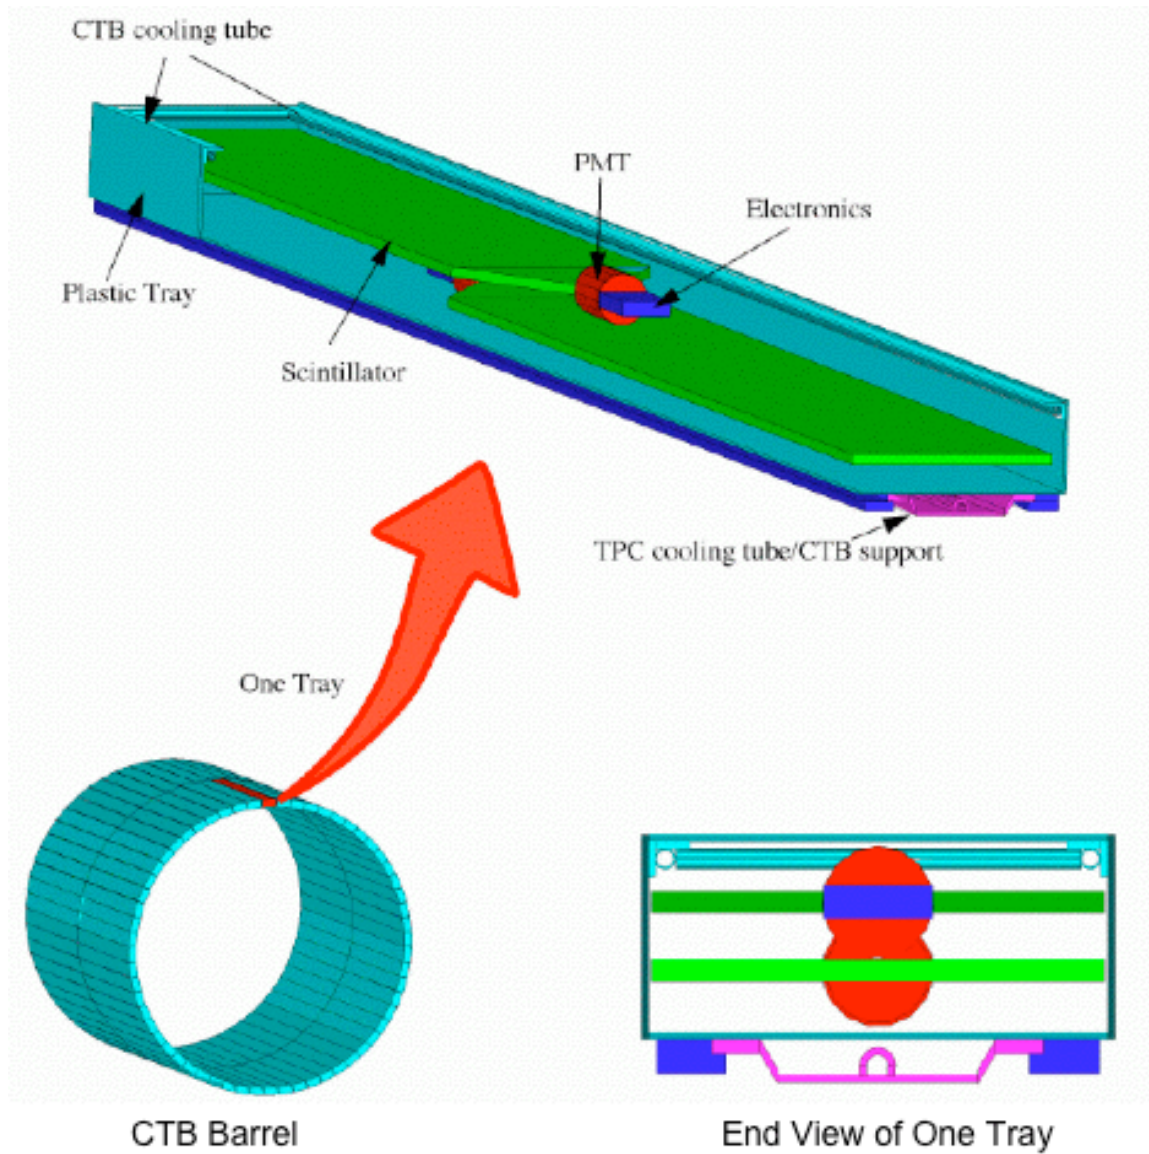 CTB cooling tube
PMT
Electronics
Plastic Tray
Scintillator
TPC cooling tube/CTB support
One Tray
CTB Barrel
End View of One Tray